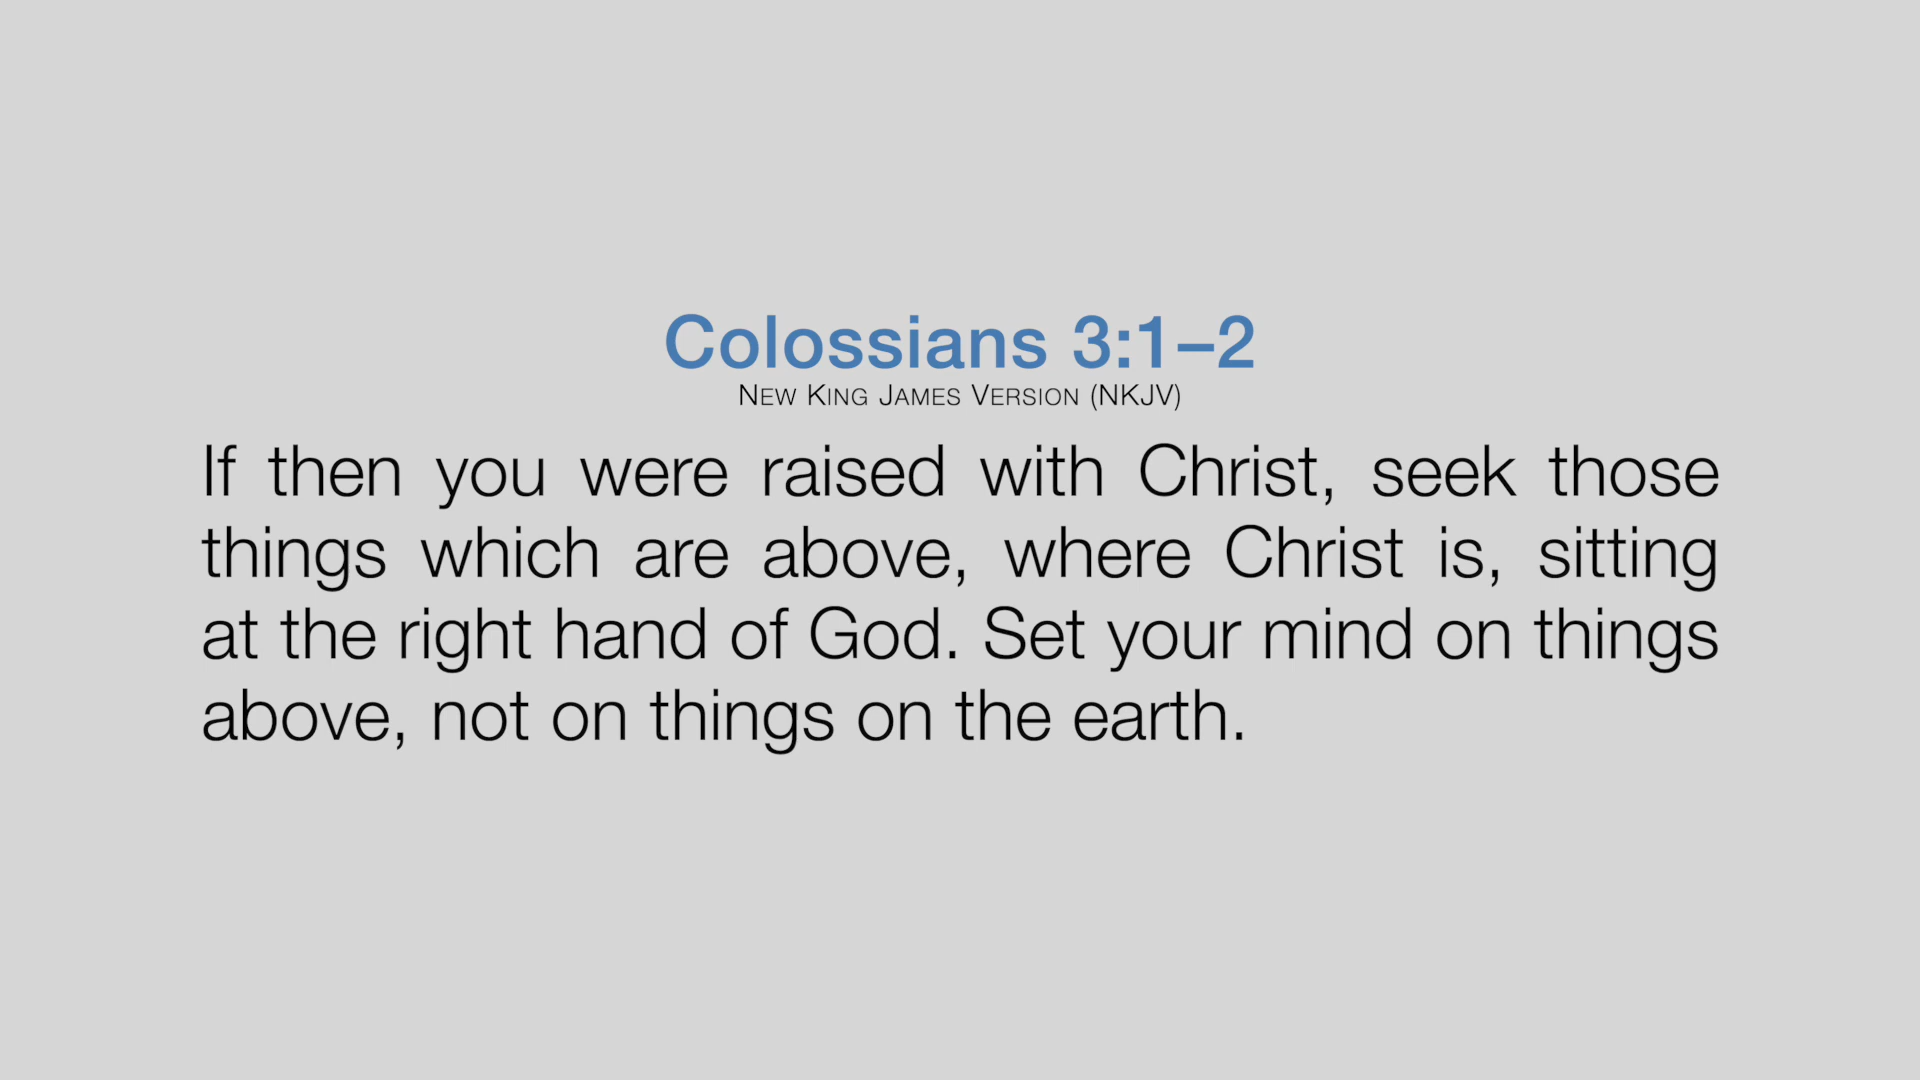 Colossians 3:1–2
New King James Version (NKJV)
If then you were raised with Christ, seek those
things which are above, where Christ is, sitting
at the right hand of God. Set your mind on things
above, not on things on the earth.